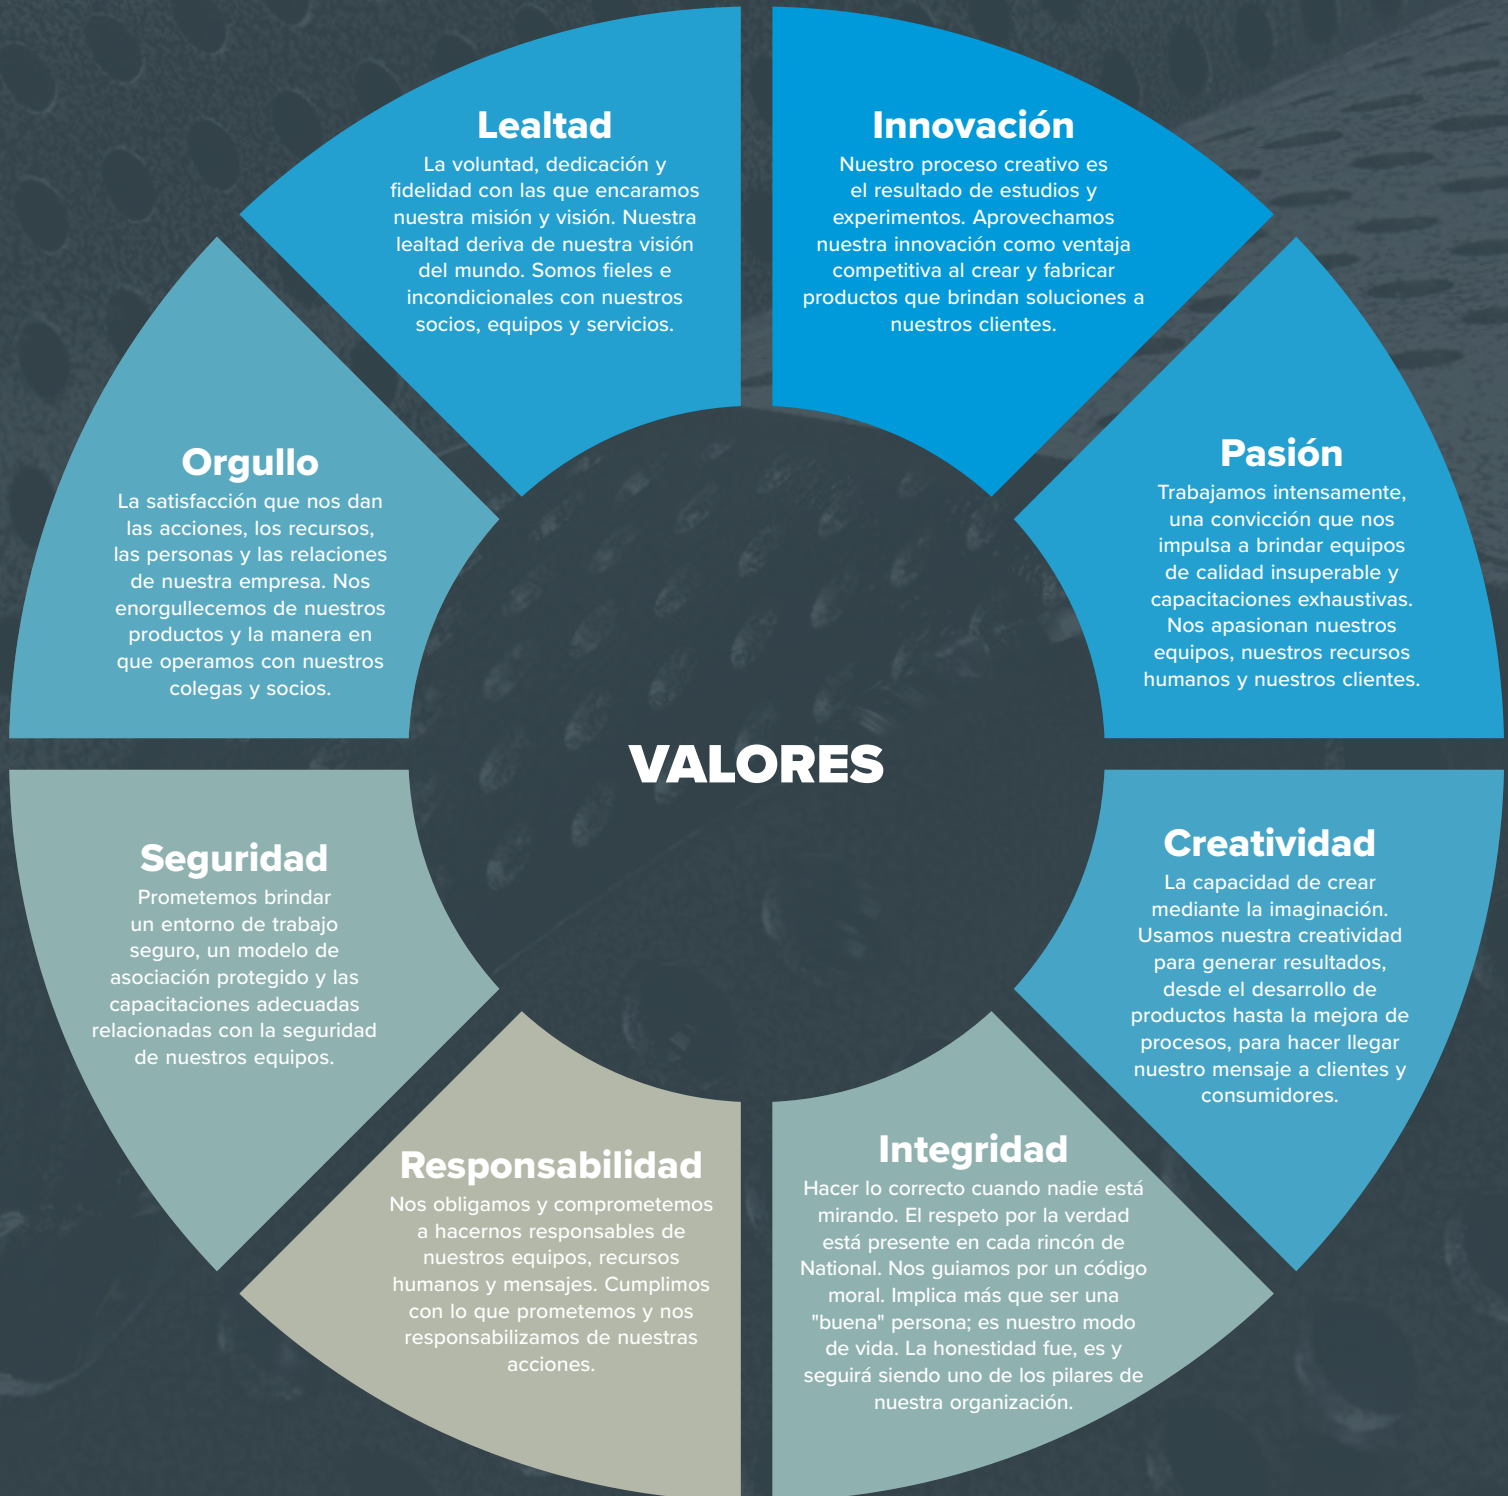 Lealtad
La voluntad, dedicación y
fidelidad con las que encaramos
nuestra misión y visión. Nuestra
lealtad deriva de nuestra visión
del mundo. Somos fieles e
incondicionales con nuestros
socios, equipos y servicios.
Innovación
Nuestro proceso creativo es
el resultado de estudios y
experimentos. Aprovechamos
nuestra innovación como ventaja
competitiva al crear y fabricar
productos que brindan soluciones a
nuestros clientes.
Orgullo
La satisfacción que nos dan
las acciones, los recursos,
las personas y las relaciones
de nuestra empresa. Nos
enorgullecemos de nuestros
productos y la manera en
que operamos con nuestros
colegas y socios.
Pasión
Trabajamos intensamente,
una convicción que nos
impulsa a brindar equipos
de calidad insuperable y
capacitaciones exhaustivas.
Nos apasionan nuestros
equipos, nuestros recursos
humanos y nuestros clientes.
VALORES
Seguridad
Prometemos brindar
un entorno de trabajo
seguro, un modelo de
asociación protegido y las
capacitaciones adecuadas
relacionadas con la seguridad
de nuestros equipos.
Creatividad
La capacidad de crear
mediante la imaginación.
Usamos nuestra creatividad
para generar resultados,
desde el desarrollo de
productos hasta la mejora de
procesos, para hacer llegar
nuestro mensaje a clientes y
consumidores.
Responsabilidad
Nos obligamos y comprometemos
a hacernos responsables de
nuestros equipos, recursos
humanos y mensajes. Cumplimos
con lo que prometemos y nos
responsabilizamos de nuestras
acciones.
Integridad
Hacer lo correcto cuando nadie está
mirando. El respeto por la verdad
está presente en cada rincón de
National. Nos guiamos por un código
moral. Implica más que ser una
"buena" persona; es nuestro modo
de vida. La honestidad fue, es y
seguirá siendo uno de los pilares de
nuestra organización.